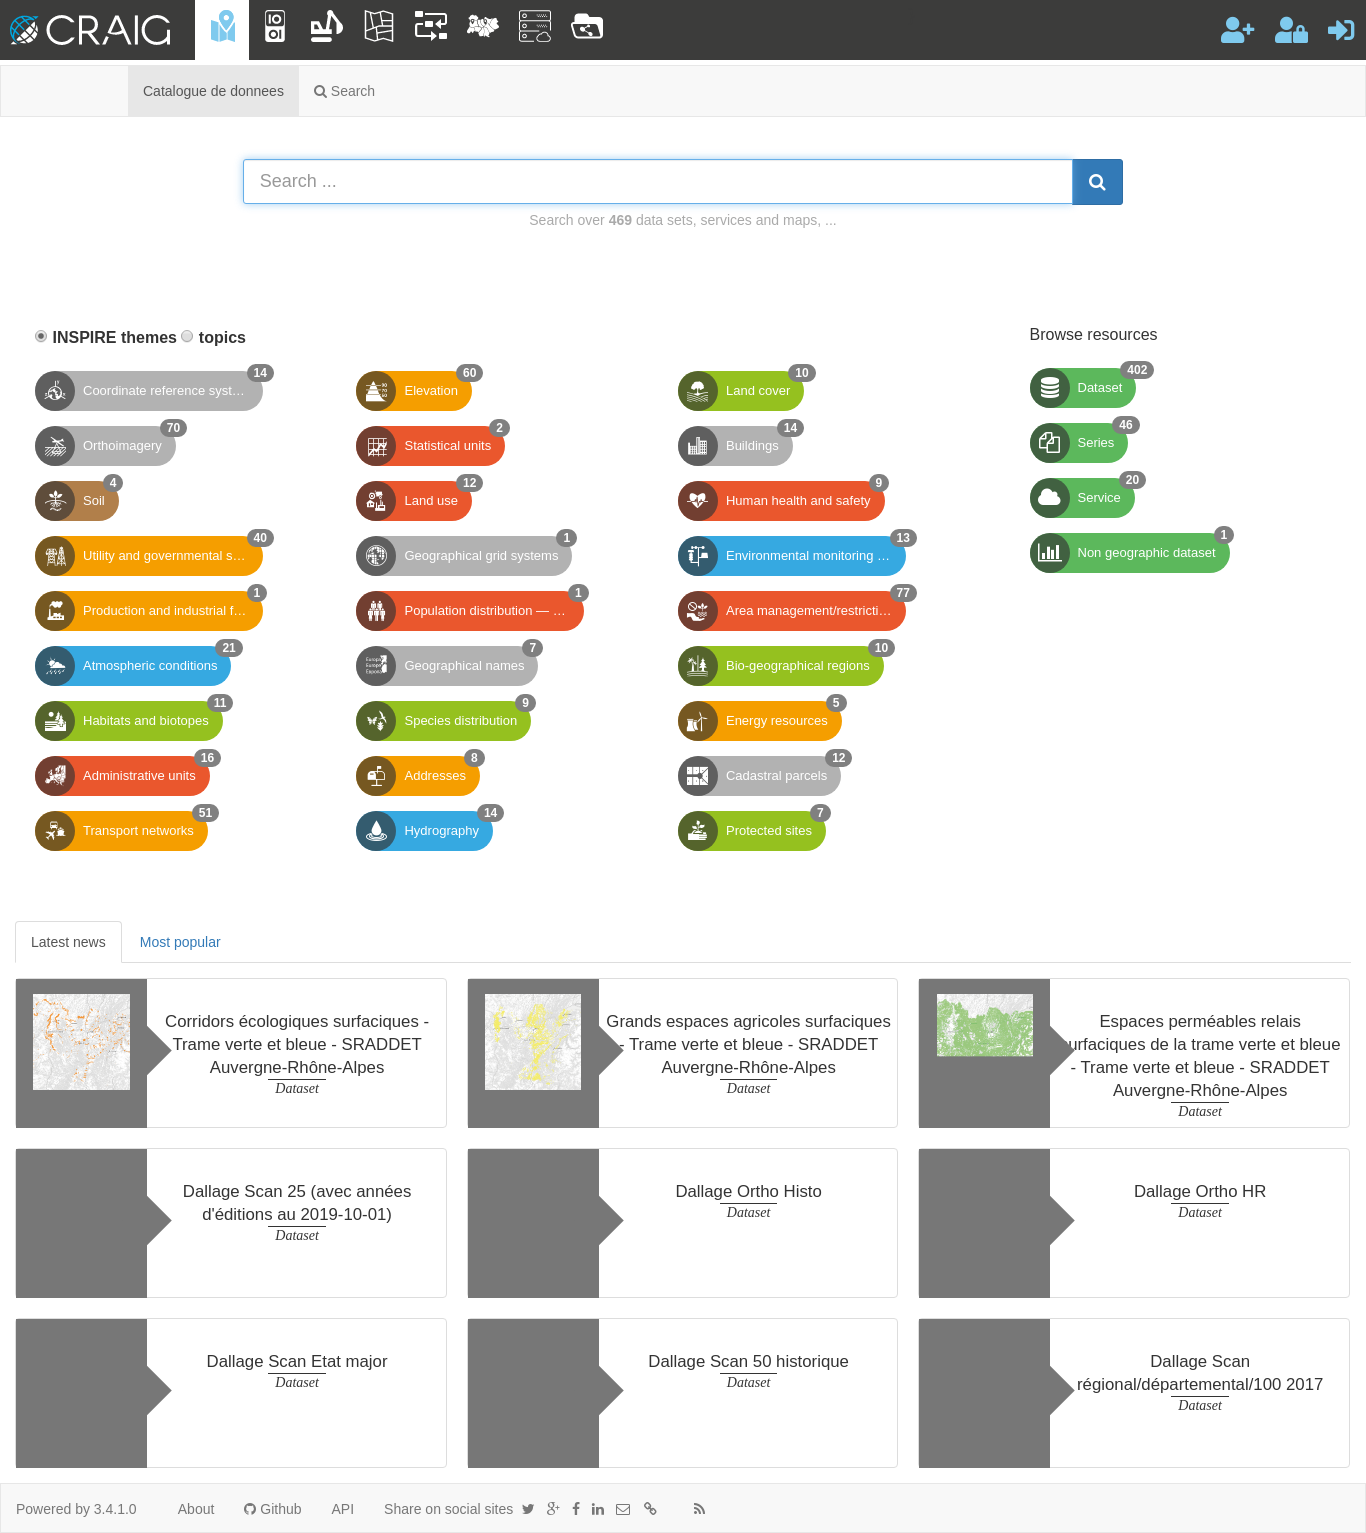 CRAIG
Catalogue de donnees
Search
Search ...
Search over 469 data sets, services and maps, ...
INSPIRE themes topics
Browse resources
Coordinate reference syst… 14
Elevation 60
Land cover 10
Dataset 402
Orthoimagery 70
Statistical units 2
Buildings 14
Series 46
Soil 4
Land use 12
Human health and safety 9
Service 20
Utility and governmental s… 40
Geographical grid systems 1
Environmental monitoring … 13
Non geographic dataset 1
Production and industrial f… 1
Population distribution — … 1
Area management/restricti… 77
Atmospheric conditions 21
Geographical names 7
Bio-geographical regions 10
Habitats and biotopes 11
Species distribution 9
Energy resources 5
Administrative units 16
Addresses 8
Cadastral parcels 12
Transport networks 51
Hydrography 14
Protected sites 7
Latest news
Most popular
Corridors écologiques surfaciques -
Trame verte et bleue - SRADDET
Auvergne-Rhône-Alpes
Dataset
Grands espaces agricoles surfaciques
- Trame verte et bleue - SRADDET
Auvergne-Rhône-Alpes
Dataset
Espaces perméables relais
urfaciques de la trame verte et bleue
- Trame verte et bleue - SRADDET
Auvergne-Rhône-Alpes
Dataset
Dallage Scan 25 (avec années
d'éditions au 2019-10-01)
Dataset
Dallage Ortho Histo
Dataset
Dallage Ortho HR
Dataset
Dallage Scan Etat major
Dataset
Dallage Scan 50 historique
Dataset
Dallage Scan
régional/départemental/100 2017
Dataset
Powered by 3.4.1.0 About Github API Share on social sites